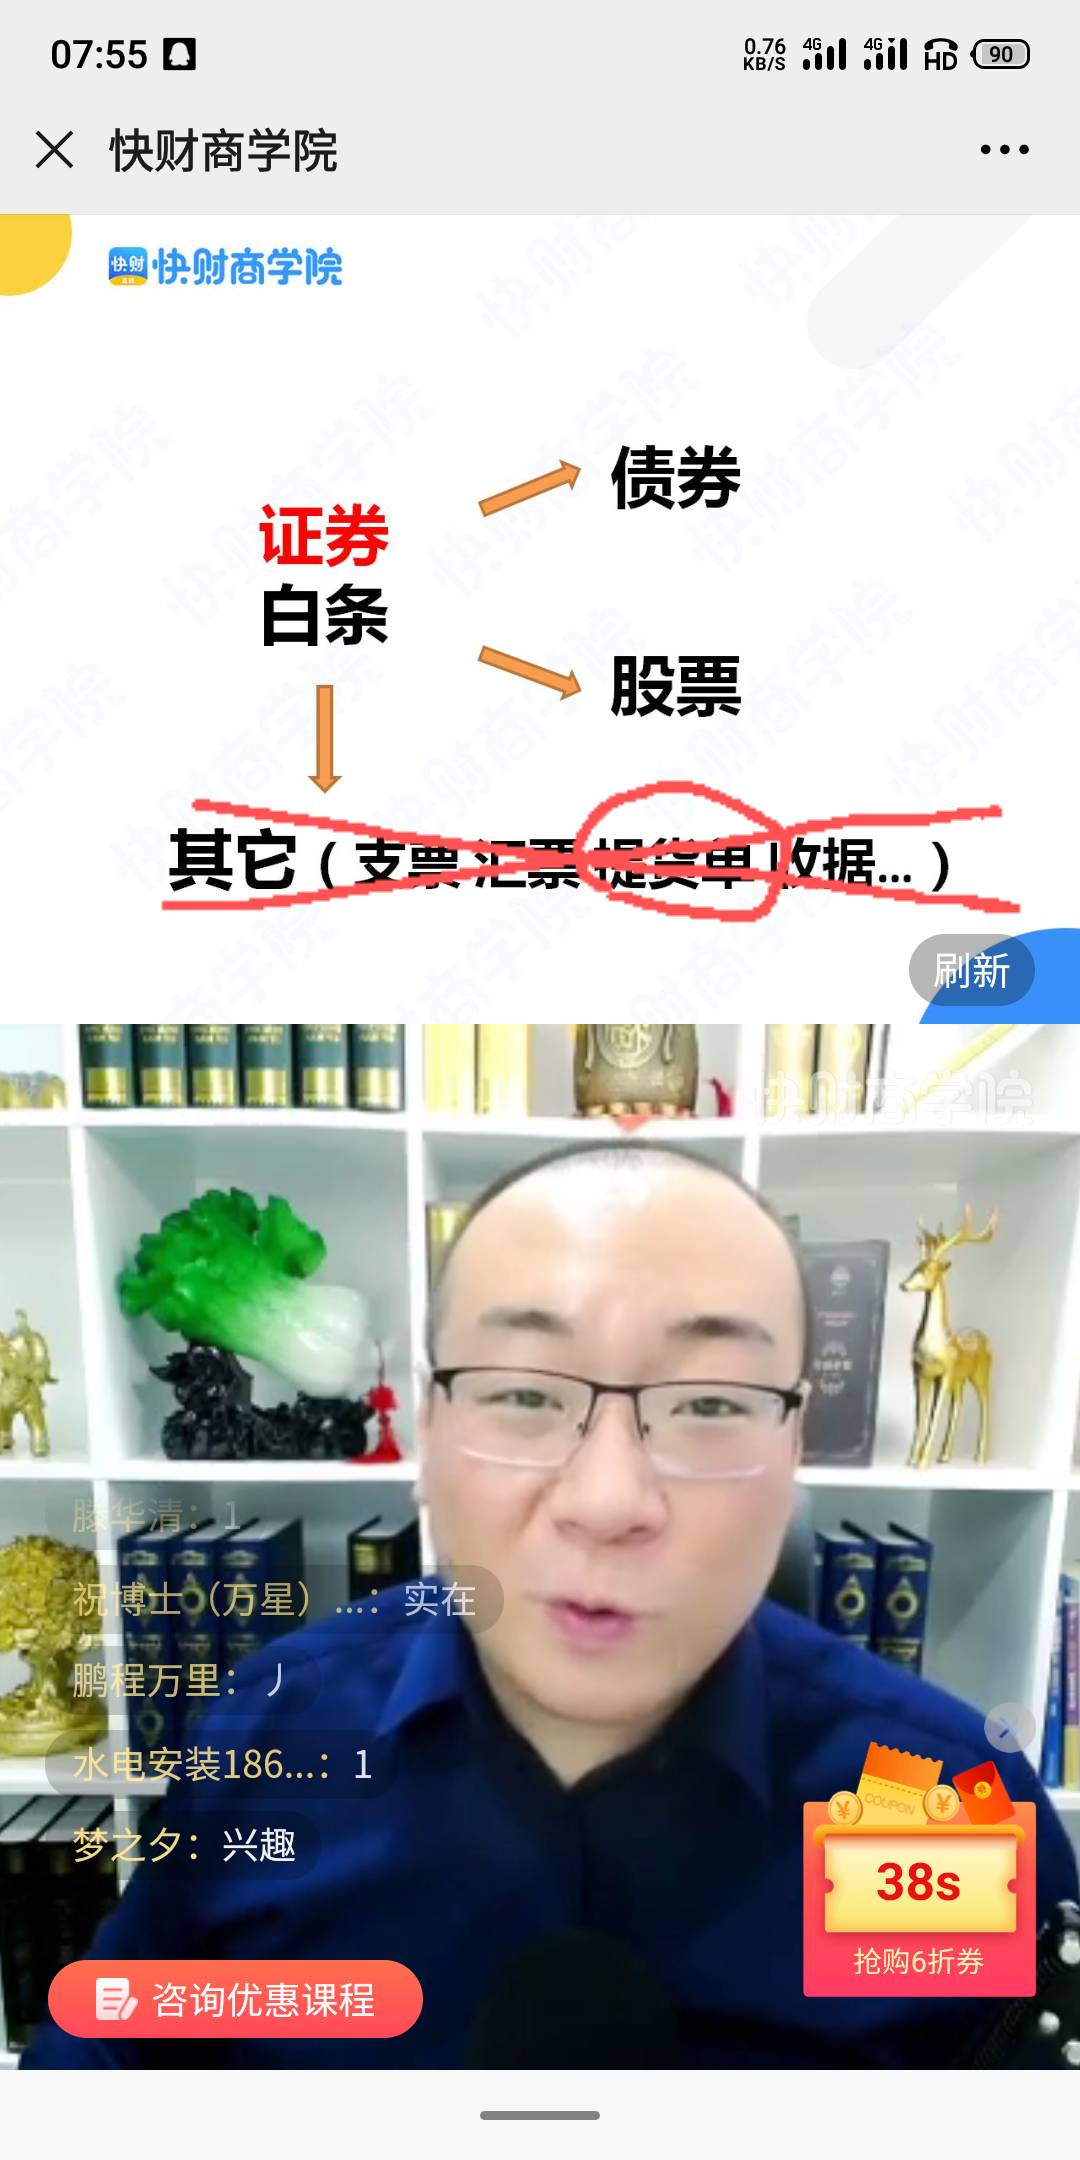 07:55
0.76
KB/S
4G
4G
HD
90
快财商学院
快财
快财商学院
债券
证券
白条
股票
其它（支票 汇票 提货单 收据...）
刷新
快财商学院
滕华清：1
祝博士（万星）...：实在
鹏程万里：丿
水电安装186...：1
梦之夕：兴趣
COUPON
38s
抢购6折券
咨询优惠课程